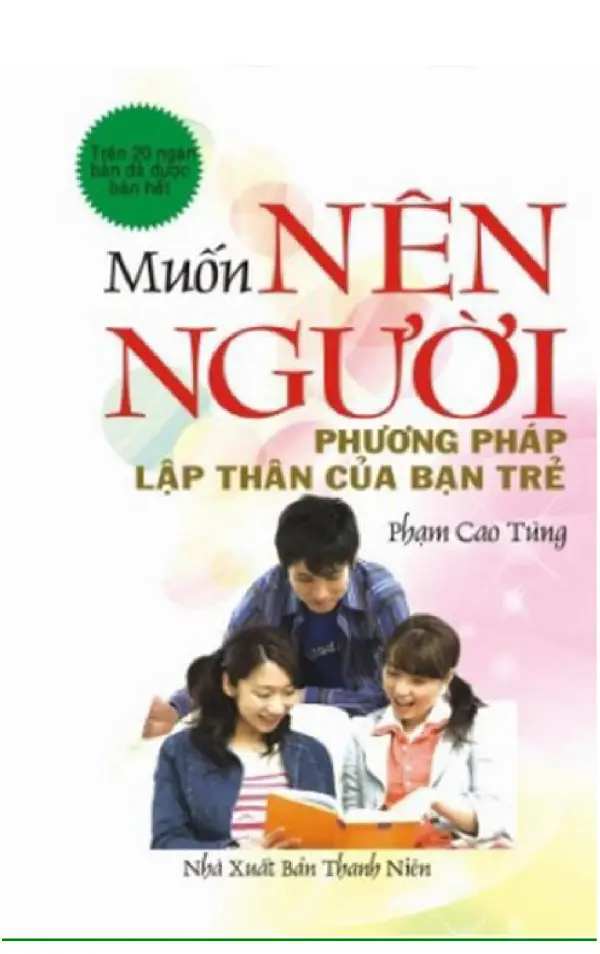 Trên 20 ngàn
bản đã được
bán hết
Muốn NÊN
NGƯỜI
PHƯƠNG PHÁP
LẬP THÂN CỦA BẠN TRẺ
Phạm Cao Tùng
Nhà Xuất Bản Thanh Niên